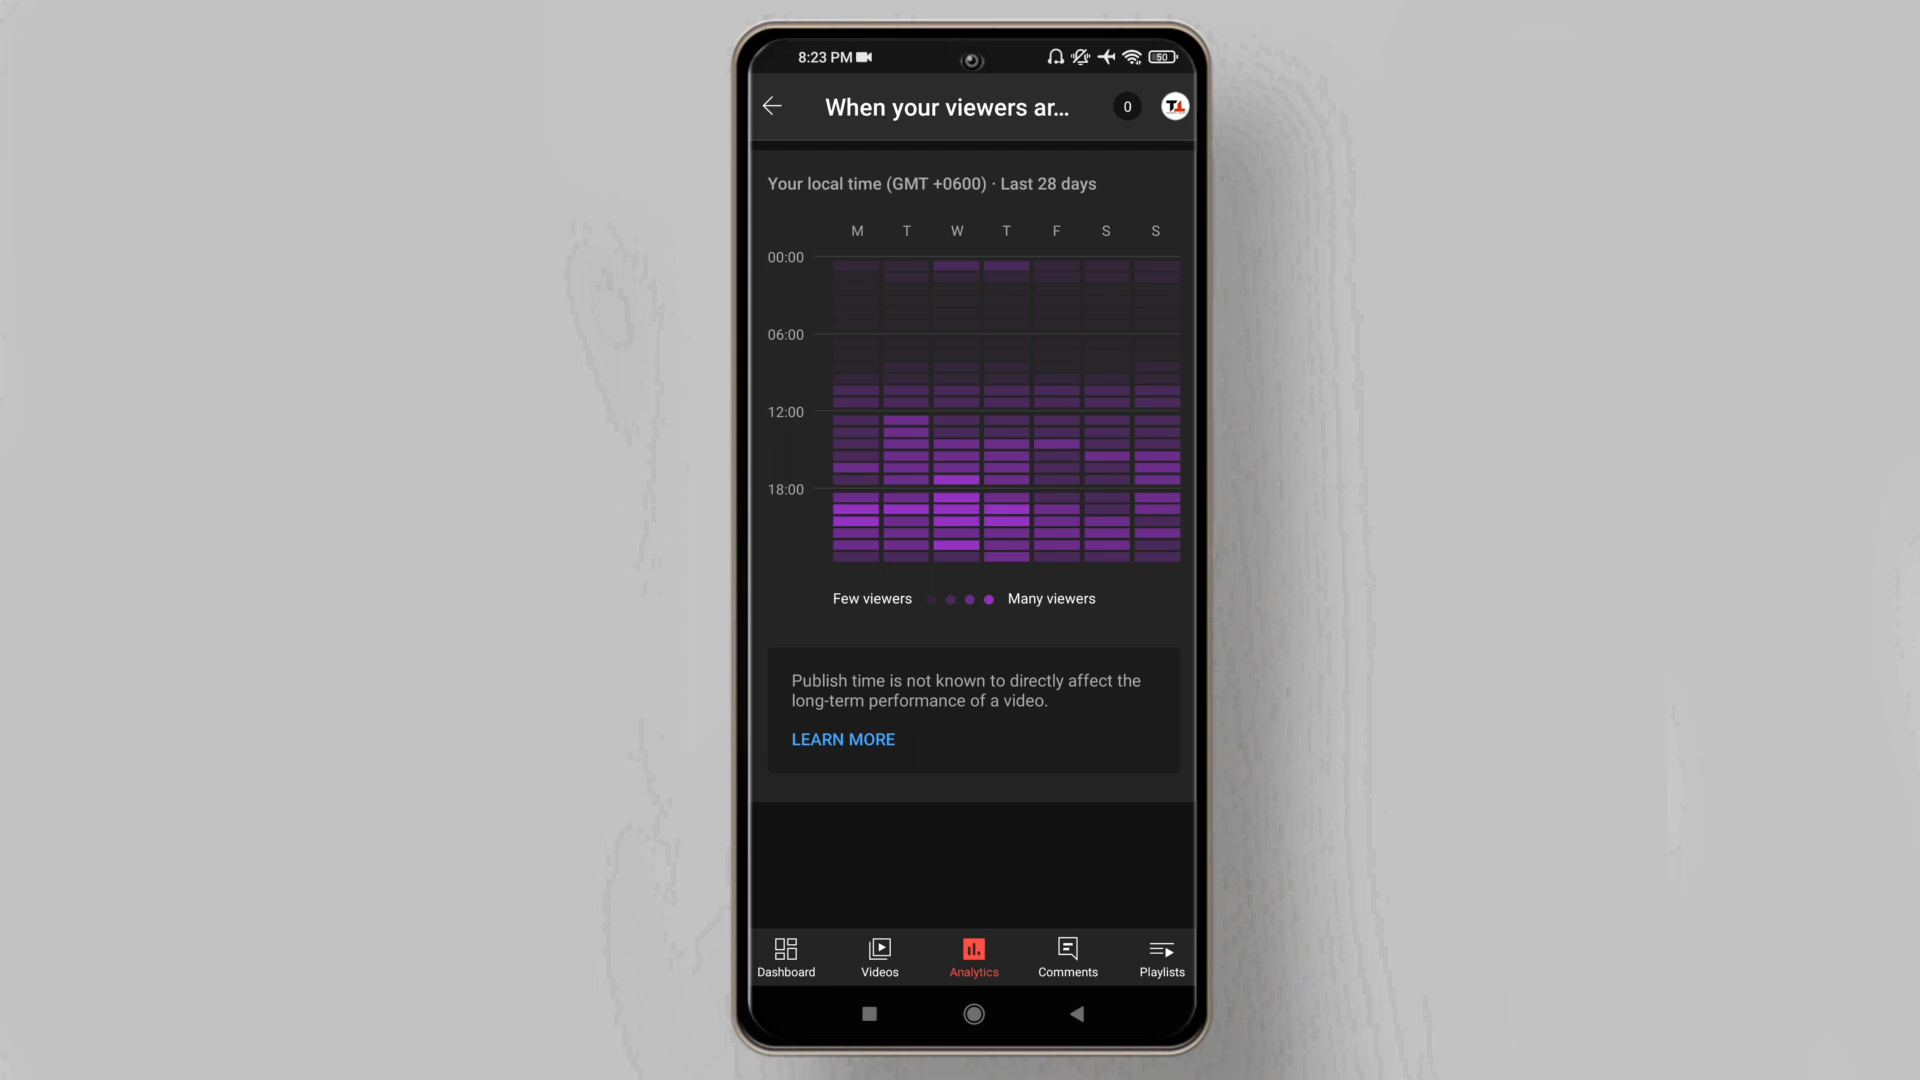 8:23 PM
50
When your viewers ar...
0
TL
Your local time (GMT +0600) · Last 28 days
M T W T F S S
00:00
06:00
12:00
18:00
Few viewers
Many viewers
Publish time is not known to directly affect the
long-term performance of a video.
LEARN MORE
Dashboard
Videos
Analytics
Comments
Playlists